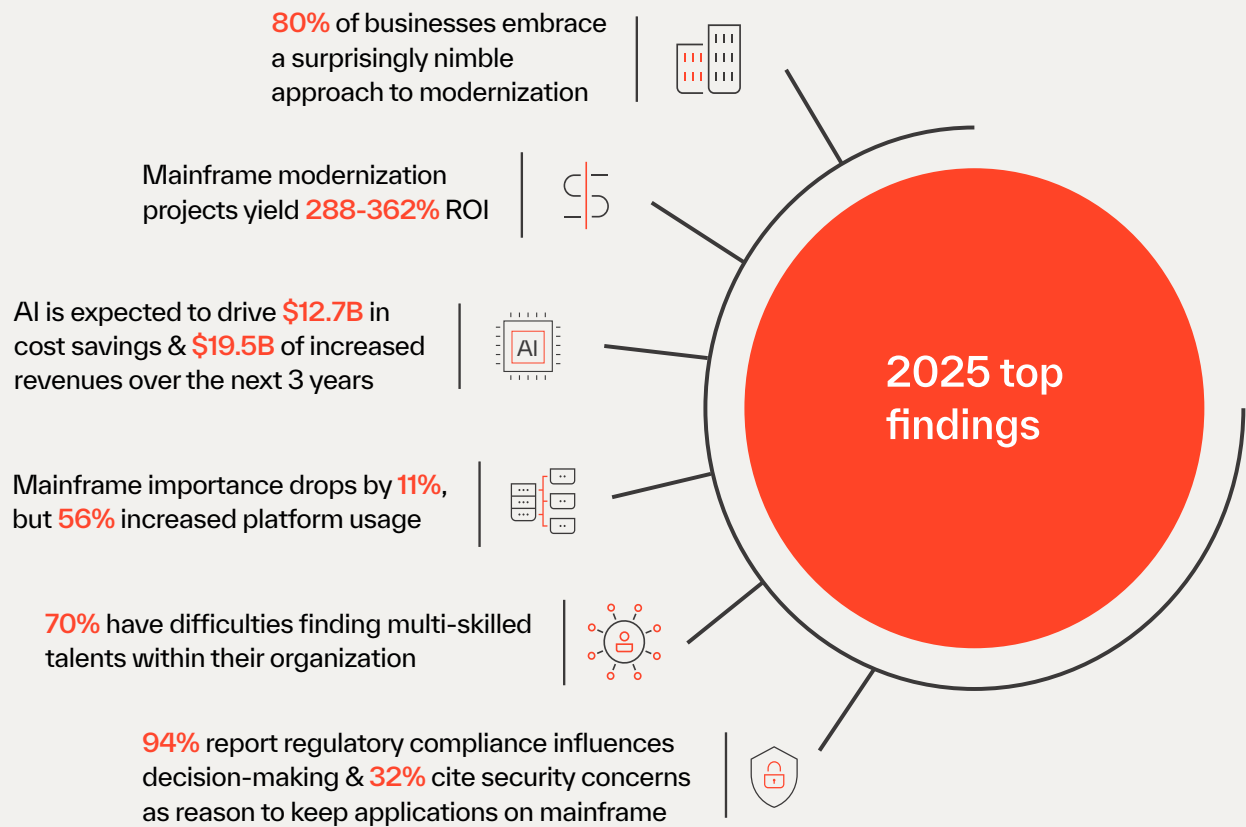 80% of businesses embrace
a surprisingly nimble
approach to modernization
Mainframe modernization
projects yield 288-362% ROI
AI is expected to drive $12.7B in
cost savings & $19.5B of increased
revenues over the next 3 years
AI
Mainframe importance drops by 11%,
but 56% increased platform usage
70% have difficulties finding multi-skilled
talents within their organization
94% report regulatory compliance influences
decision-making & 32% cite security concerns
as reason to keep applications on mainframe
2025 top
findings